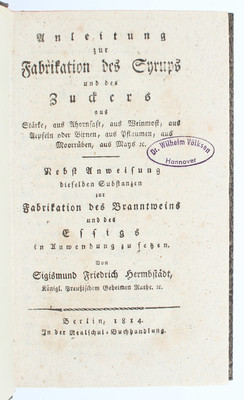 Anleitung
zur
Fabrikation des Syrups
und des
Zuckers
aus
Stärke, aus Ahornsaft, aus Weinmost, aus
Aepfeln oder Birnen, aus Pflaumen, aus
Moorrüben, aus Mays ꝛc.
Dr. Wilhelm Völksen
Hannover
Nebst Anweisung
dieselben Substanzen
zur
Fabrikation des Branntweins
und des
Essigs
in Anwendung zu setzen.
Von
Sigismund Friedrich Hermbstädt,
Königl. Preußischem Geheimen Rathe. ꝛc.
Berlin, 1814.
In der Realschul-Buchhandlung.